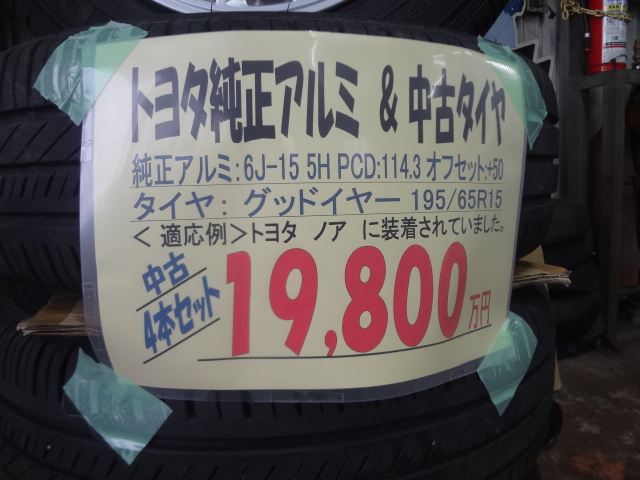 トヨタ純正アルミ & 中古タイヤ
純正アルミ:6J-15 5H PCD:114.3 オフセット:+50
タイヤ: グッドイヤー 195/65R15
<適応例>トヨタ ノア に装着されていました。
中古
4本セット
19,800万円